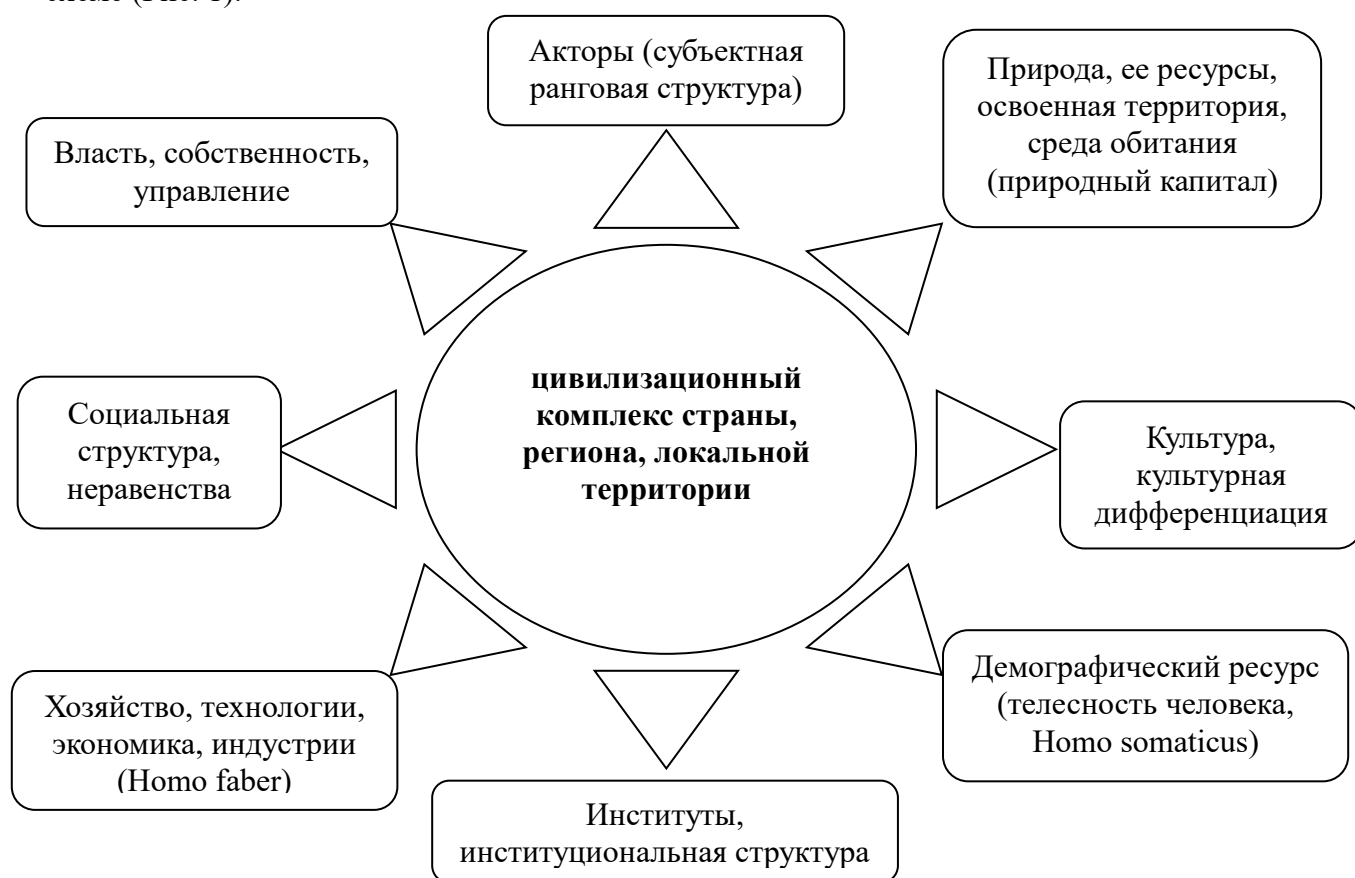 Акторы (субъектная
ранговая структура)
Природа, ее ресурсы,
освоенная территория,
среда обитания
(природный капитал)
Власть, собственность,
управление
цивилизационный
комплекс страны,
региона, локальной
территории
Социальная
структура,
неравенства
Культура,
культурная
дифференциация
Хозяйство, технологии,
экономика, индустрии
(Homo faber)
Демографический ресурс
(телесность человека,
Homo somaticus)
Институты,
институциональная структура